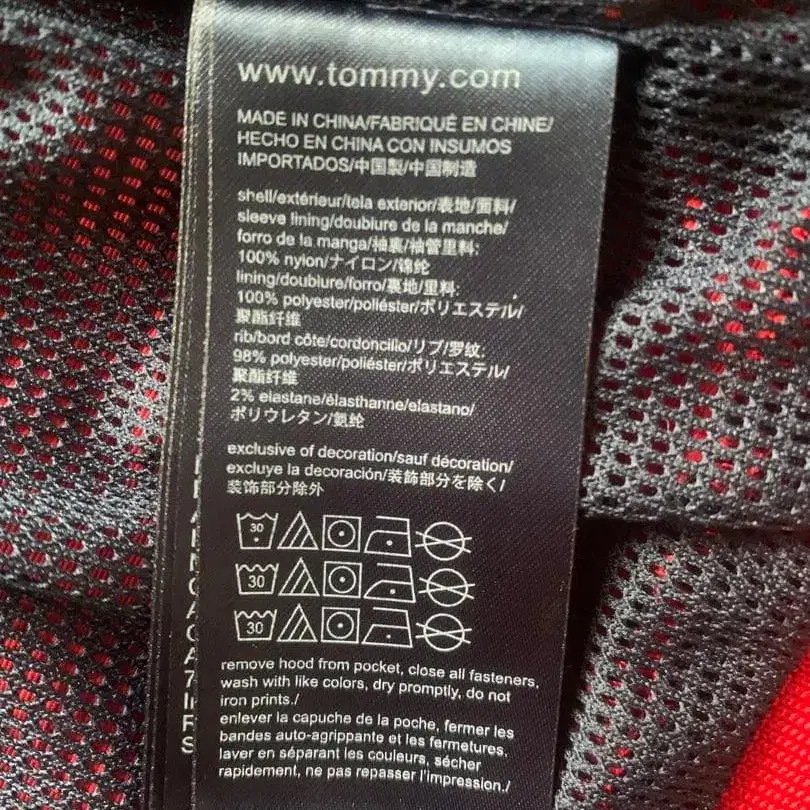 www.tommy.com
MADE IN CHINA/FABRIQUÉ EN CHINE/
HECHO EN CHINA CON INSUMOS
IMPORTADOS/中国製/中国制造
shell/extérieur/tela exterior/表地/面料/
sleeve lining/doublure de la manche/
forro de la manga/袖裏/袖管里料:
100% nylon/ナイロン/锦纶
lining/doublure/forro/裏地/里料:
100% polyester/poliéster/ポリエステル/
聚酯纤维
rib/bord côte/cordoncillo/リブ/罗纹:
98% polyester/poliéster/ポリエステル/
聚酯纤维
2% elastane/élasthanne/elastano/
ポリウレタン/氨纶
exclusive of decoration/sauf décoration/
excluye la decoración/装飾部分を除く/
装饰部分除外
30
30
30
remove hood from pocket, close all fasteners,
wash with like colors, dry promptly, do not
iron prints./
enlever la capuche de la poche, fermer les
bandes auto-agrippante et les fermetures,
laver en séparant les couleurs, sécher
rapidement, ne pas repasser l'impression./